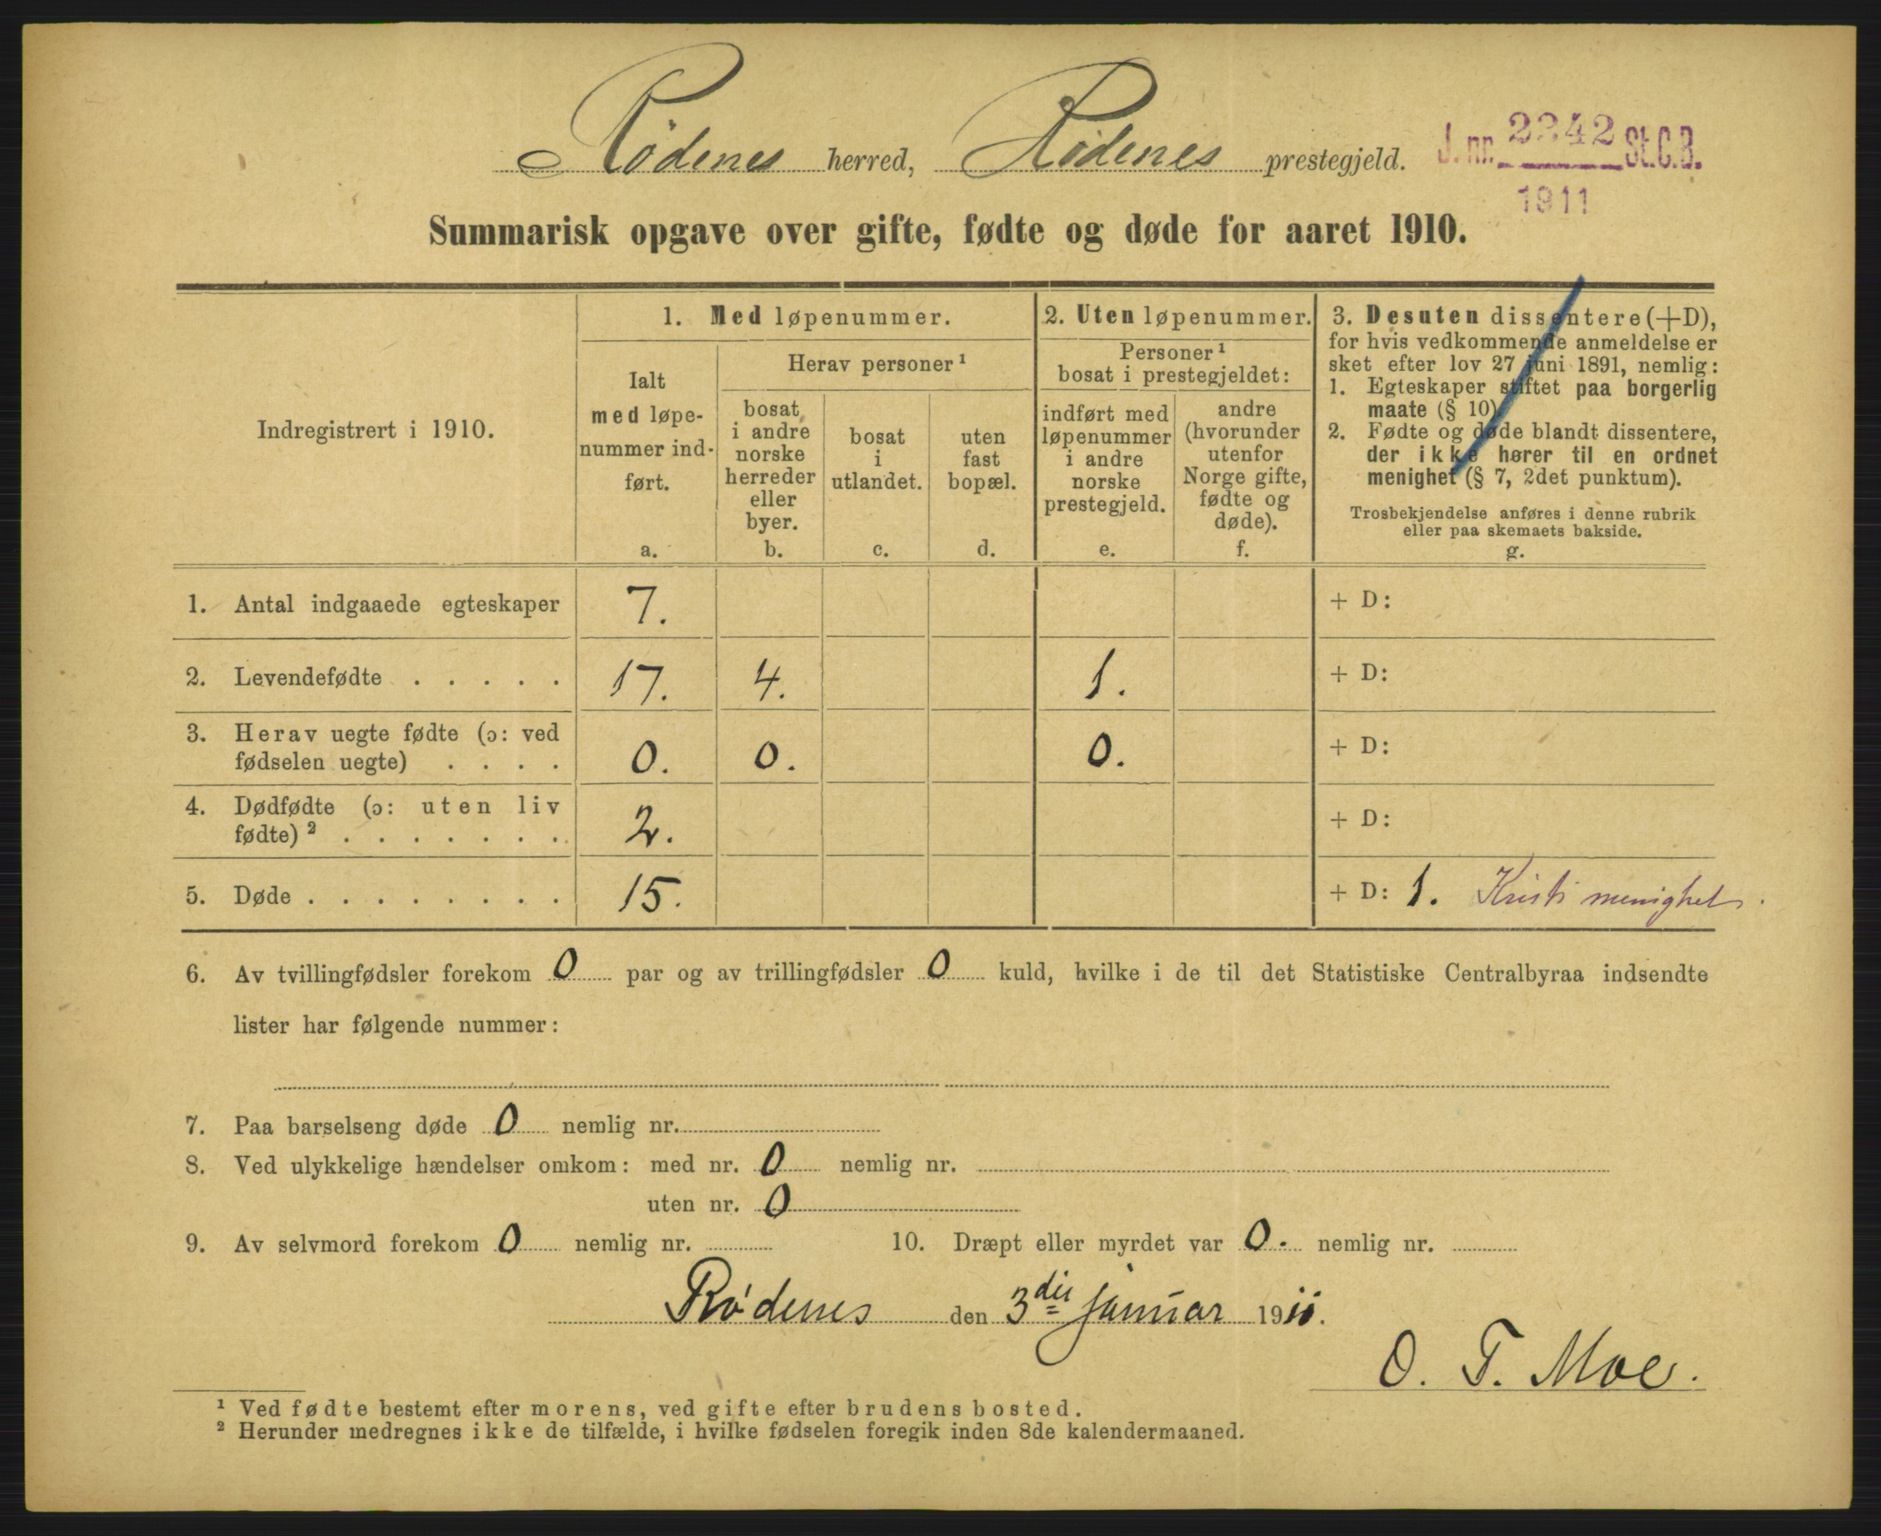 Rødenes herred, Rødenes prestegjeld. J. nr. 2242 St. C. B.
1911
Summarisk opgave over gifte, fødte og døde for aaret 1910.
Indregistrert i 1910.
1. Med løpenummer.
Ialt
med løpe-
nummer ind-
ført.
a.
Herav personer ¹
bosat
i andre
norske
herreder
eller
byer.
b.
bosat
i
utlandet.
c.
uten
fast
bopæl.
d.
2. Uten løpenummer.
Personer ¹
bosat i prestegjeldet:
indført med
løpenummer
i andre
norske
prestegjeld.
e.
andre
(hvorunder
utenfor
Norge gifte,
fødte og
døde).
f.
3. Desuten dissentere (+D),
for hvis vedkommende anmeldelse er
sket efter lov 27 juni 1891, nemlig:
1. Egteskaper stiftet paa borgerlig
maate (§ 10)
2. Fødte og døde blandt dissentere,
der ikke hører til en ordnet
menighet (§ 7, 2det punktum).
Trosbekjendelse anføres i denne rubrik
eller paa skemaets bakside.
g.
1. Antal indgaaede egteskaper 7. + D:
2. Levendefødte . . . . . 17. 4. 1. + D:
3. Herav uegte fødte (ɔ: ved
fødselen uegte) . . . . 0. 0. 0. + D:
4. Dødfødte (ɔ: uten liv
fødte) ² . . . . . . . 2. + D:
5. Døde . . . . . . . . 15. + D: 1. Kristi menighet.
6. Av tvillingfødsler forekom 0 par og av trillingfødsler 0 kuld, hvilke i de til det Statistiske Centralbyraa indsendte
lister har følgende nummer:
7. Paa barselseng døde 0 nemlig nr.
8. Ved ulykkelige hændelser omkom: med nr. 0 nemlig nr.
uten nr. 0
9. Av selvmord forekom 0 nemlig nr. 10. Dræpt eller myrdet var 0. nemlig nr.
Rødenes den 3die januar 1911.
O. T. Moe.
¹ Ved fødte bestemt efter morens, ved gifte efter brudens bosted.
² Herunder medregnes ikke de tilfælde, i hvilke fødselen foregik inden 8de kalendermaaned.